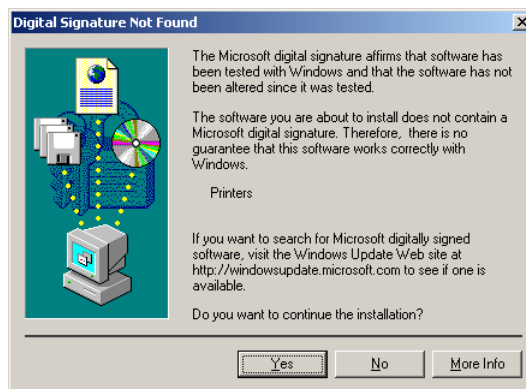 Digital Signature Not Found
The Microsoft digital signature affirms that software has
been tested with Windows and that the software has not
been altered since it was tested.
The software you are about to install does not contain a
Microsoft digital signature. Therefore, there is no
guarantee that this software works correctly with
Windows.
Printers
If you want to search for Microsoft digitally signed
software, visit the Windows Update Web site at
http://windowsupdate.microsoft.com to see if one is
available.
Do you want to continue the installation?
Yes No More Info